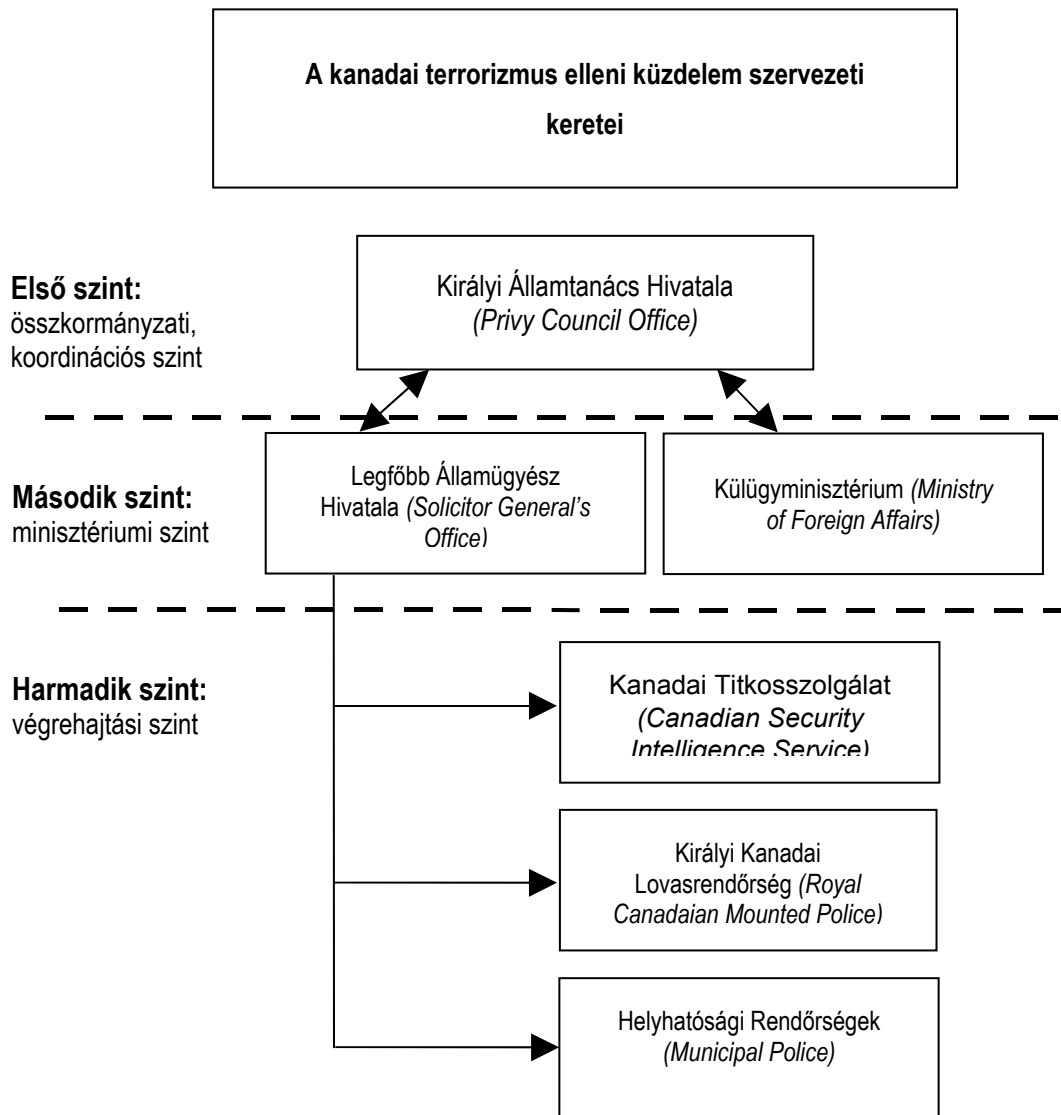 A kanadai terrorizmus elleni küzdelem szervezeti
keretei
Első szint:
összkormányzati,
koordinációs szint
Királyi Államtanács Hivatala
(Privy Council Office)
Második szint:
minisztériumi szint
Legfőbb Államügyész
Hivatala (Solicitor General’s
Office)
Külügyminisztérium (Ministry
of Foreign Affairs)
Harmadik szint:
végrehajtási szint
Kanadai Titkosszolgálat
(Canadian Security
Intelligence Service)
Királyi Kanadai
Lovasrendőrség (Royal
Canadaian Mounted Police)
Helyhatósági Rendőrségek
(Municipal Police)